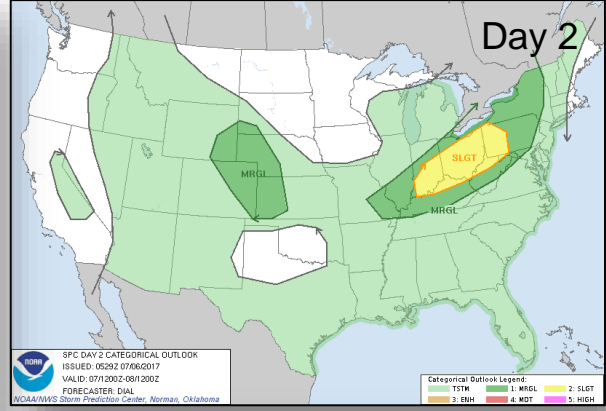 Day 2
SLGT
MRGL
MRGL
NOAA
SPC DAY 2 CATEGORICAL OUTLOOK
ISSUED: 0529Z 07/06/2017
VALID: 07/1200Z-08/1200Z
FORECASTER: DIAL
NOAA/NWS Storm Prediction Center, Norman, Oklahoma
Categorical Outlook Legend:
TSTM 1: MRGL 2: SLGT
3: ENH 4: MDT 5: HIGH